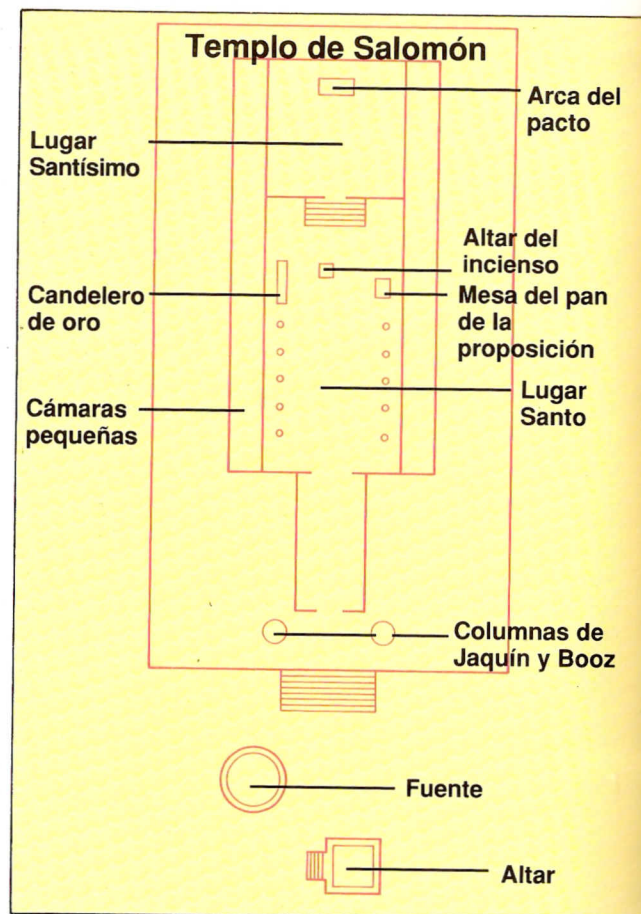 Templo de Salomón
Arca del
pacto
Lugar
Santísimo
Altar del
incienso
Candelero
de oro
Mesa del pan
de la
proposición
Lugar
Santo
Cámaras
pequeñas
Columnas de
Jaquín y Booz
Fuente
Altar